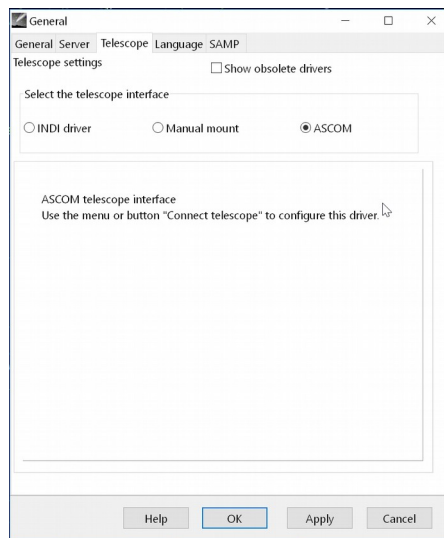 General
General Server Telescope Language SAMP
Telescope settings
Show obsolete drivers
Select the telescope interface
INDI driver Manual mount ASCOM
ASCOM telescope interface
Use the menu or button "Connect telescope" to configure this driver.
Help OK Apply Cancel